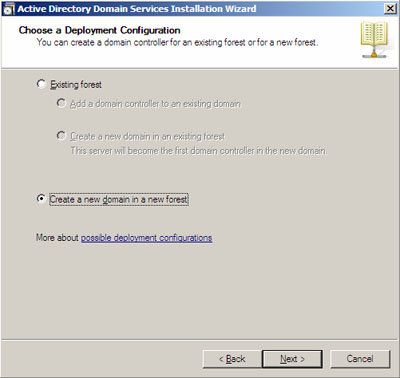 Active Directory Domain Services Installation Wizard
Choose a Deployment Configuration
You can create a domain controller for an existing forest or for a new forest.
Existing forest
Add a domain controller to an existing domain
Create a new domain in an existing forest
This server will become the first domain controller in the new domain.
Create a new domain in a new forest
More about possible deployment configurations
< Back Next > Cancel